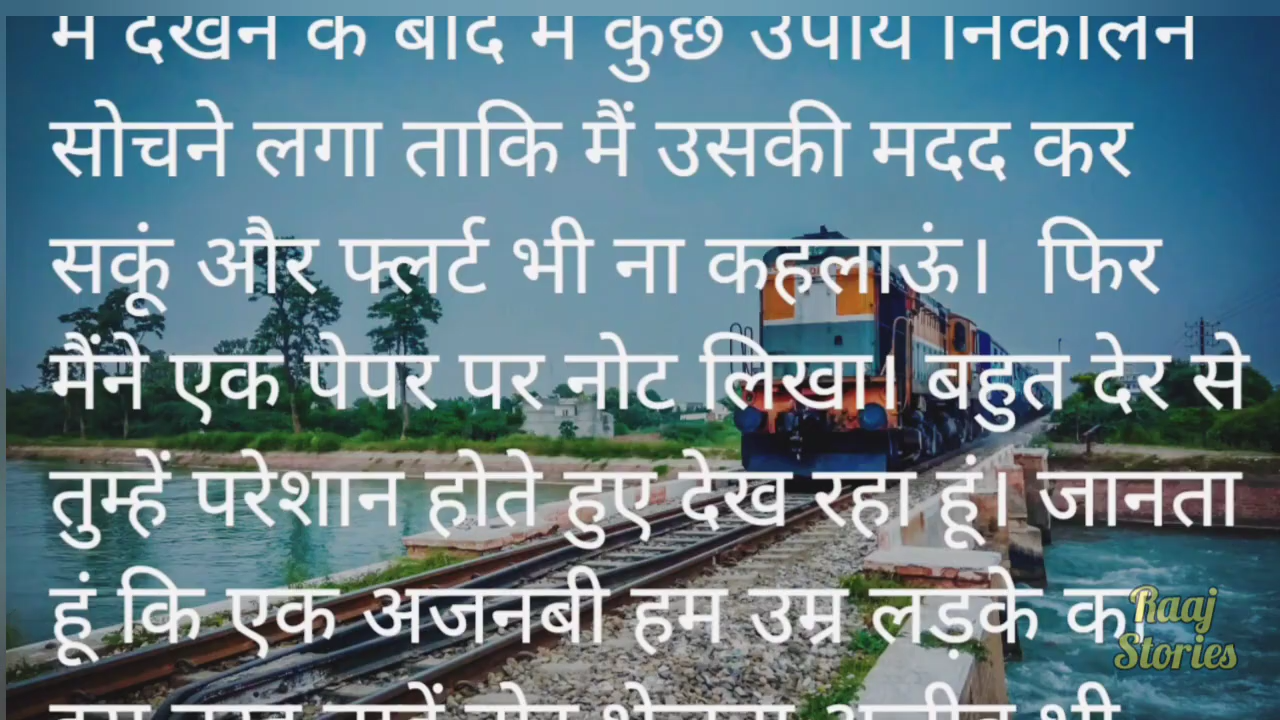 में देखने के बाद मैं कुछ उपाय निकालने
सोचने लगा ताकि मैं उसकी मदद कर
सकूं और फ्लर्ट भी ना कहलाऊं। फिर
मैंने एक पेपर पर नोट लिखा। बहुत देर से
तुम्हें परेशान होते हुए देख रहा हूं। जानता
हूं कि एक अजनबी हम उम्र लड़के का
Raaj
Stories